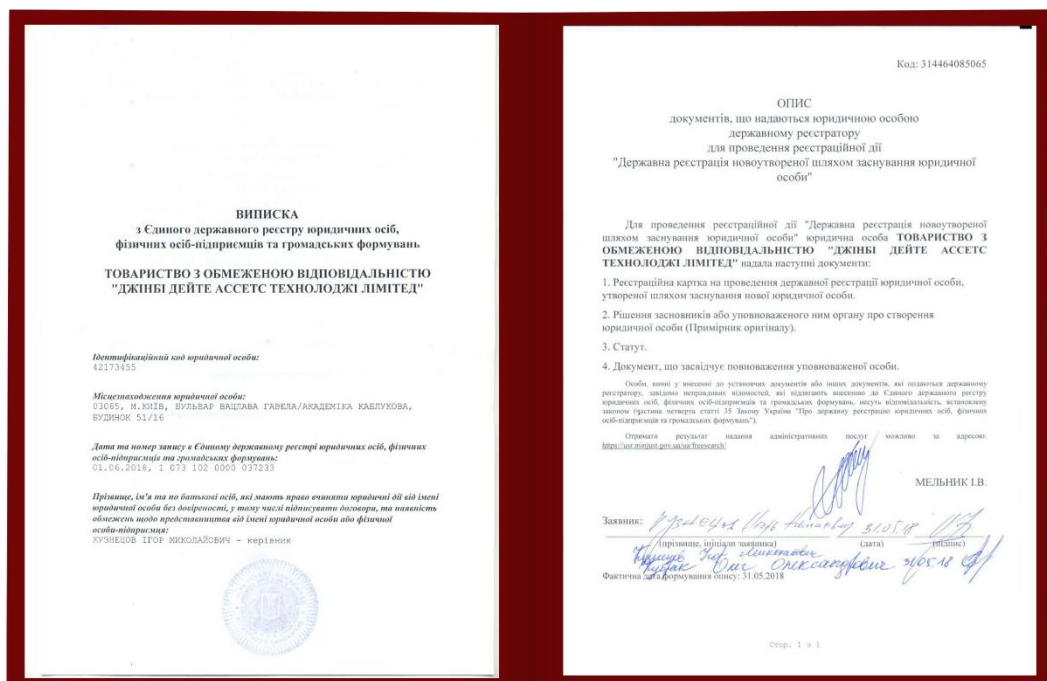 ВИПИСКА
з Єдиного державного реєстру юридичних осіб,
фізичних осіб-підприємців та громадських формувань
ТОВАРИСТВО З ОБМЕЖЕНОЮ ВІДПОВІДАЛЬНІСТЮ
"ДЖІНБІ ДЕЙТЕ АССЕТС ТЕХНОЛОДЖІ ЛІМІТЕД"
Ідентифікаційний код юридичної особи:
42173455
Місцезнаходження юридичної особи:
03065, М.КИЇВ, БУЛЬВАР ВАЦЛАВА ГАВЕЛА/АКАДЕМІКА КАБЛУКОВА,
БУДИНОК 51/16
Дата та номер запису в Єдиному державному реєстрі юридичних осіб, фізичних
осіб-підприємців та громадських формувань:
01.06.2018, 1 073 102 0000 037233
Прізвище, ім'я та по батькові осіб, які мають право вчиняти юридичні дії від імені
юридичної особи без довіреності, у тому числі підписувати договори, та наявність
обмежень щодо представництва від імені юридичної особи або фізичної
особи-підприємця:
КУЗНЕЦОВ ІГОР МИКОЛАЙОВИЧ - керівник
Код: 314464085065
ОПИС
документів, що надаються юридичною особою
державному реєстратору
для проведення реєстраційної дії
"Державна реєстрація новоутвореної шляхом заснування юридичної
особи"
Для проведення реєстраційної дії "Державна реєстрація новоутвореної
шляхом заснування юридичної особи" юридична особа ТОВАРИСТВО З
ОБМЕЖЕНОЮ ВІДПОВІДАЛЬНІСТЮ "ДЖІНБІ ДЕЙТЕ АССЕТС
ТЕХНОЛОДЖІ ЛІМІТЕД" надала наступні документи:
1. Реєстраційна картка на проведення державної реєстрації юридичної особи,
утвореної шляхом заснування нової юридичної особи.
2. Рішення засновників або уповноваженого ним органу про створення
юридичної особи (Примірник оригіналу).
3. Статут.
4. Документ, що засвідчує повноваження уповноваженої особи.
Особи, винні у внесенні до установчих документів або інших документів, які подаються державному
реєстратору, завідомо неправдивих відомостей, які підлягають внесенню до Єдиного державного реєстру
юридичних осіб, фізичних осіб-підприємців та громадських формувань, несуть відповідальність, встановлену
законом (частина четверта статті 35 Закону України "Про державну реєстрацію юридичних осіб, фізичних
осіб-підприємців та громадських формувань").
Отримати результат надання адміністративних послуг можливо за адресою:
https://usr.minjust.gov.ua/ua/freesearch/
МЕЛЬНИК І.В.
Заявник: 31.05.18
(прізвище, ініціали заявника) (дата) (підпис)
Олег Олександрович 31.05.18
Фактична дата формування опису: 31.05.2018
Стор. 1 з 1